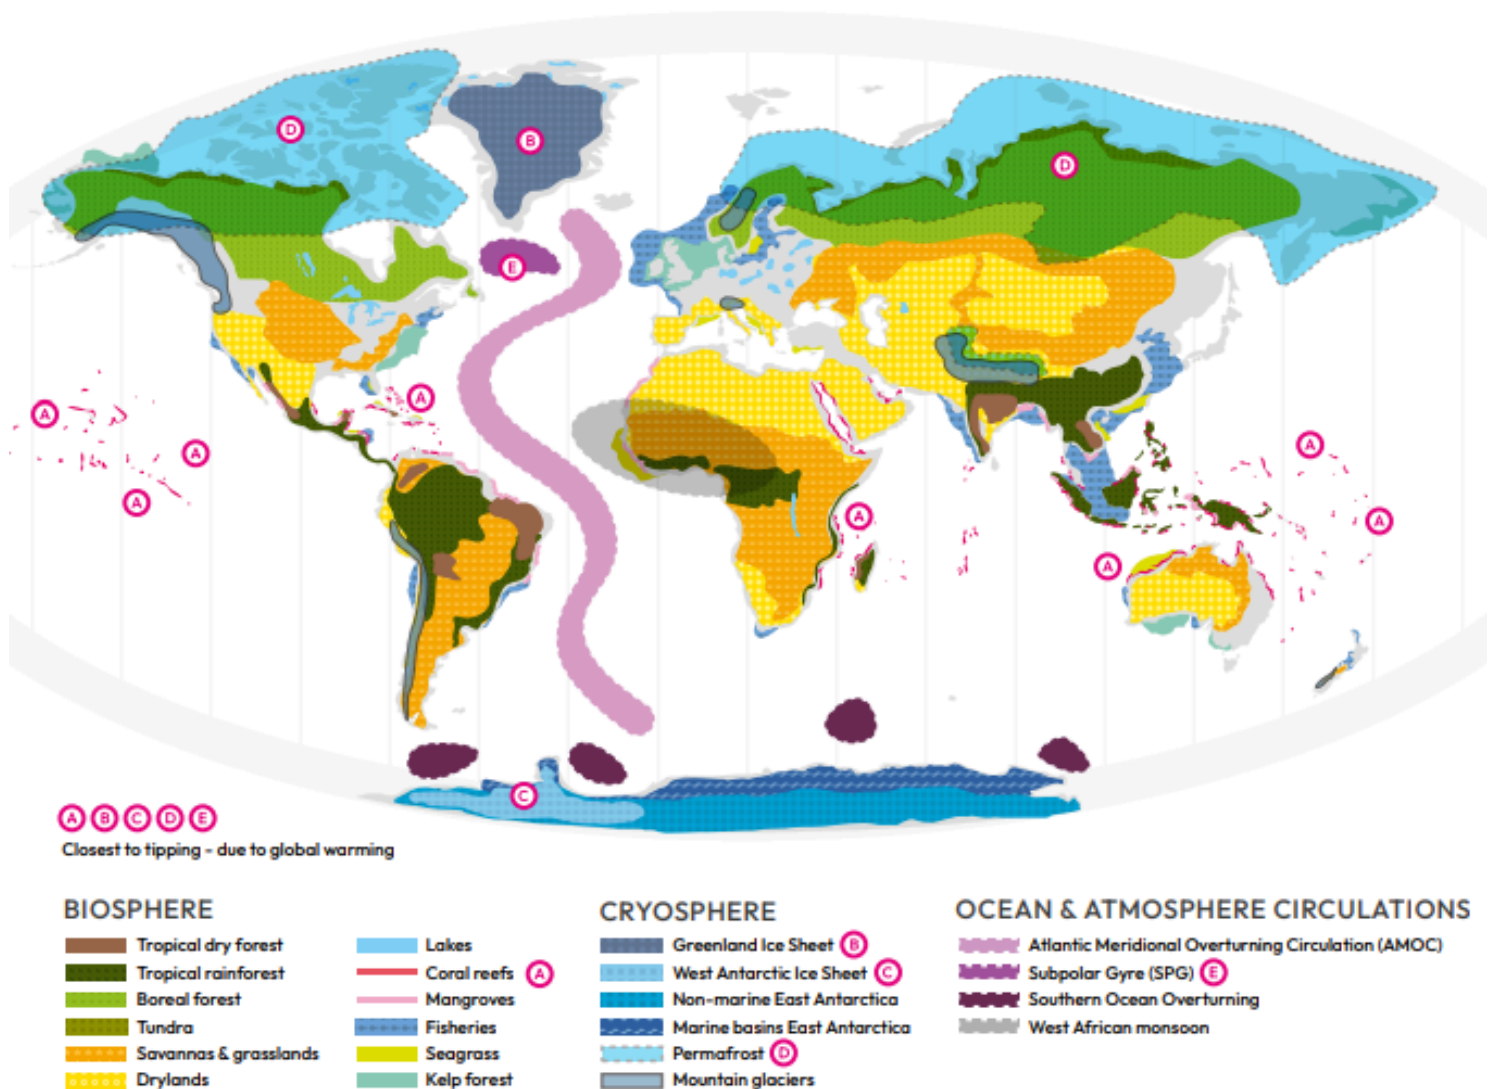 D
B
D
E
A
A
A
A
A
A
A
A
C
A B C D E
Closest to tipping - due to global warming
BIOSPHERE
Tropical dry forest
Tropical rainforest
Boreal forest
Tundra
Savannas & grasslands
Drylands
Lakes
Coral reefs A
Mangroves
Fisheries
Seagrass
Kelp forest
CRYOSPHERE
Greenland Ice Sheet B
West Antarctic Ice Sheet C
Non-marine East Antarctica
Marine basins East Antarctica
Permafrost D
Mountain glaciers
OCEAN & ATMOSPHERE CIRCULATIONS
Atlantic Meridional Overturning Circulation (AMOC)
Subpolar Gyre (SPG) E
Southern Ocean Overturning
West African monsoon